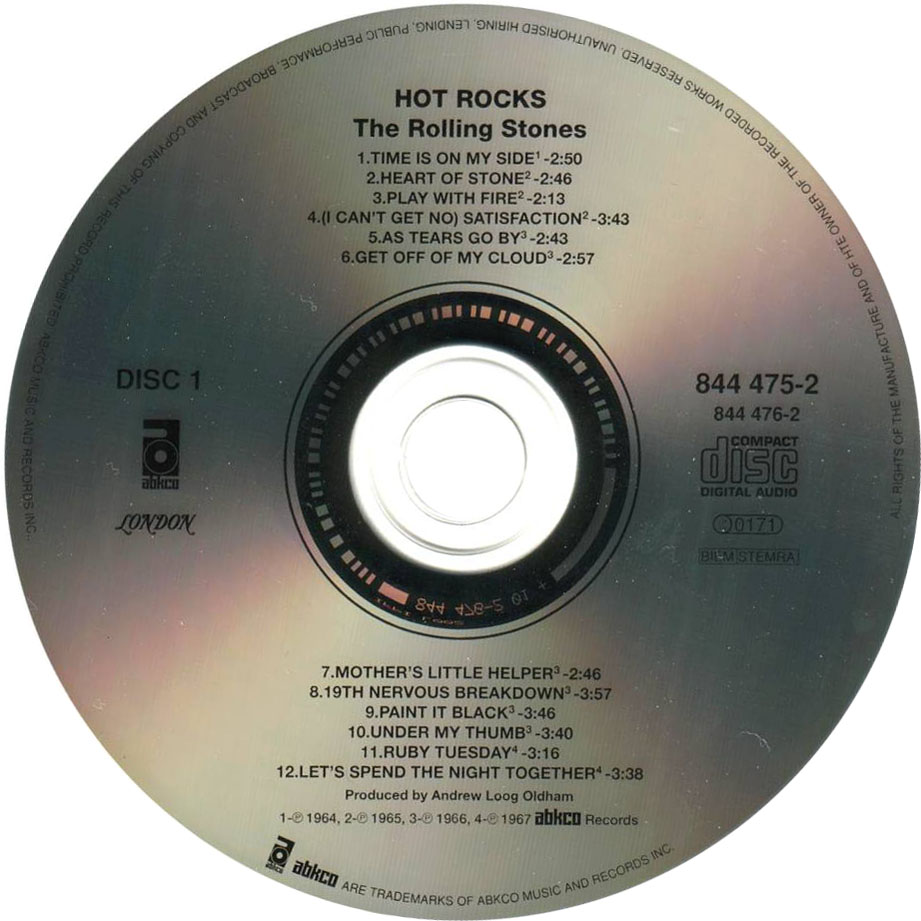 HOT ROCKS
The Rolling Stones
1.TIME IS ON MY SIDE¹-2:50
2.HEART OF STONE²-2:46
3.PLAY WITH FIRE²-2:13
4.(I CAN'T GET NO) SATISFACTION²-3:43
5.AS TEARS GO BY³-2:43
6.GET OFF OF MY CLOUD³-2:57
DISC 1
abkco
LONDON
844 475-2
844 476-2
COMPACT
disc
DIGITAL AUDIO
00171
BIEM STEMRA
844 476-2 01 +
7.MOTHER'S LITTLE HELPER³-2:46
8.19TH NERVOUS BREAKDOWN³-3:57
9.PAINT IT BLACK³-3:46
10.UNDER MY THUMB³-3:40
11.RUBY TUESDAY⁴-3:16
12.LET'S SPEND THE NIGHT TOGETHER⁴-3:38
Produced by Andrew Loog Oldham
1-℗ 1964, 2-℗ 1965, 3-℗ 1966, 4-℗ 1967 abkco Records
abkco abkco ARE TRADEMARKS OF ABKCO MUSIC AND RECORDS INC.
ALL RIGHTS OF THE MANUFACTURE AND OF HTE OWNER OF THE RECORDED WORKS RESERVED. UNAUTHORISED HIRING, LENDING, PUBLIC PERFORMACE, BROADCAST AND COPYING OF THIS RECORD PROHIBITED. ABKCO MUSIC AND RECORDS INC..